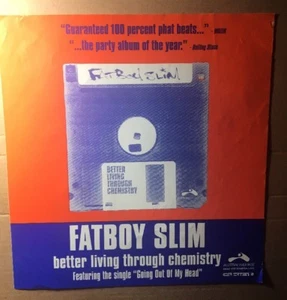 "Guaranteed 100 percent phat beats..."
"...the party album of the year." -Rolling Stone
FATBOY SLIM
BETTER
LIVING
THROUGH
CHEMISTRY
FATBOY SLIM
better living through chemistry
Featuring the single "Going Out Of My Head"